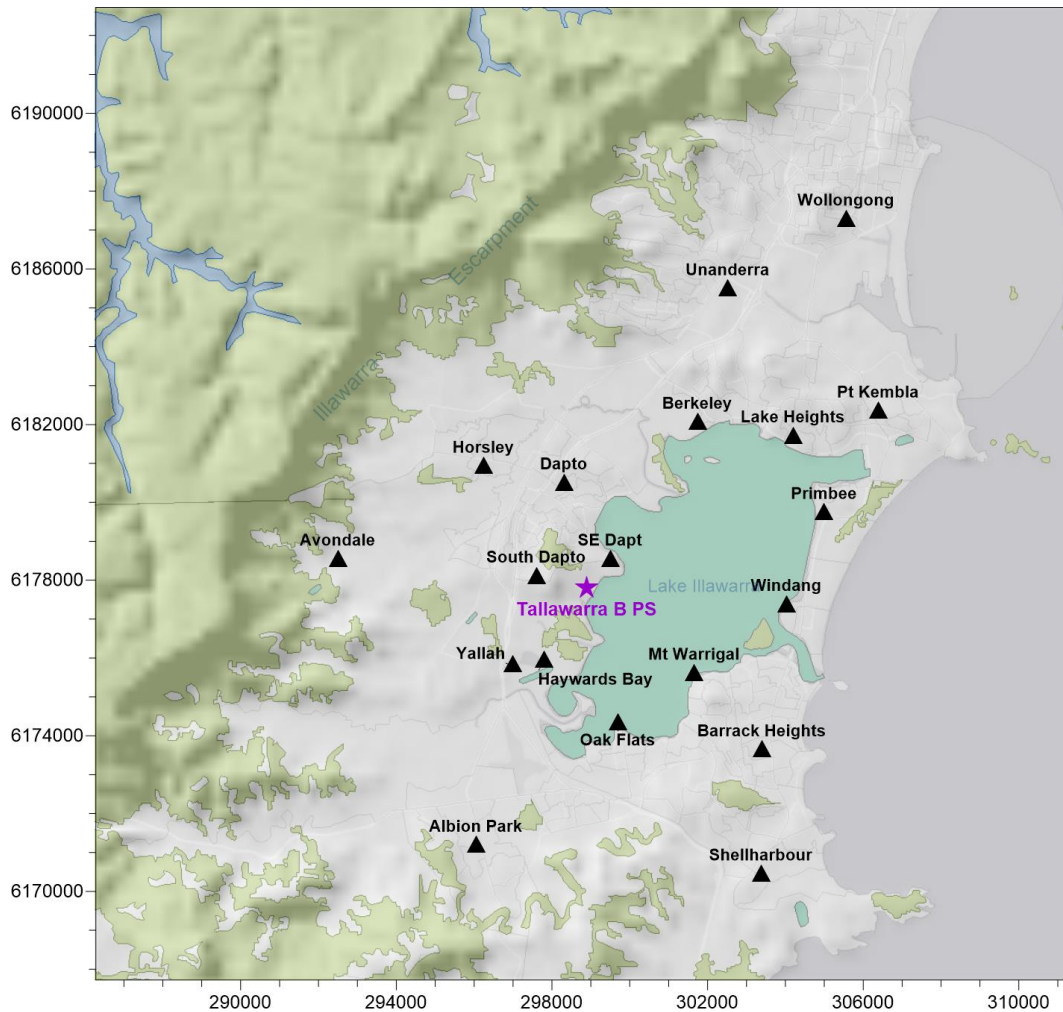 6190000
Wollongong
Escarpment
6186000
Unanderra
Illawarra
Pt Kembla
Berkeley
Lake Heights
6182000
Horsley
Dapto
Primbee
Avondale
SE Dapt
South Dapto
6178000
Lake Illawarra
Windang
Tallawarra B PS
Yallah
Mt Warrigal
Haywards Bay
6174000
Oak Flats
Barrack Heights
Albion Park
Shellharbour
6170000
290000 294000 298000 302000 306000 310000